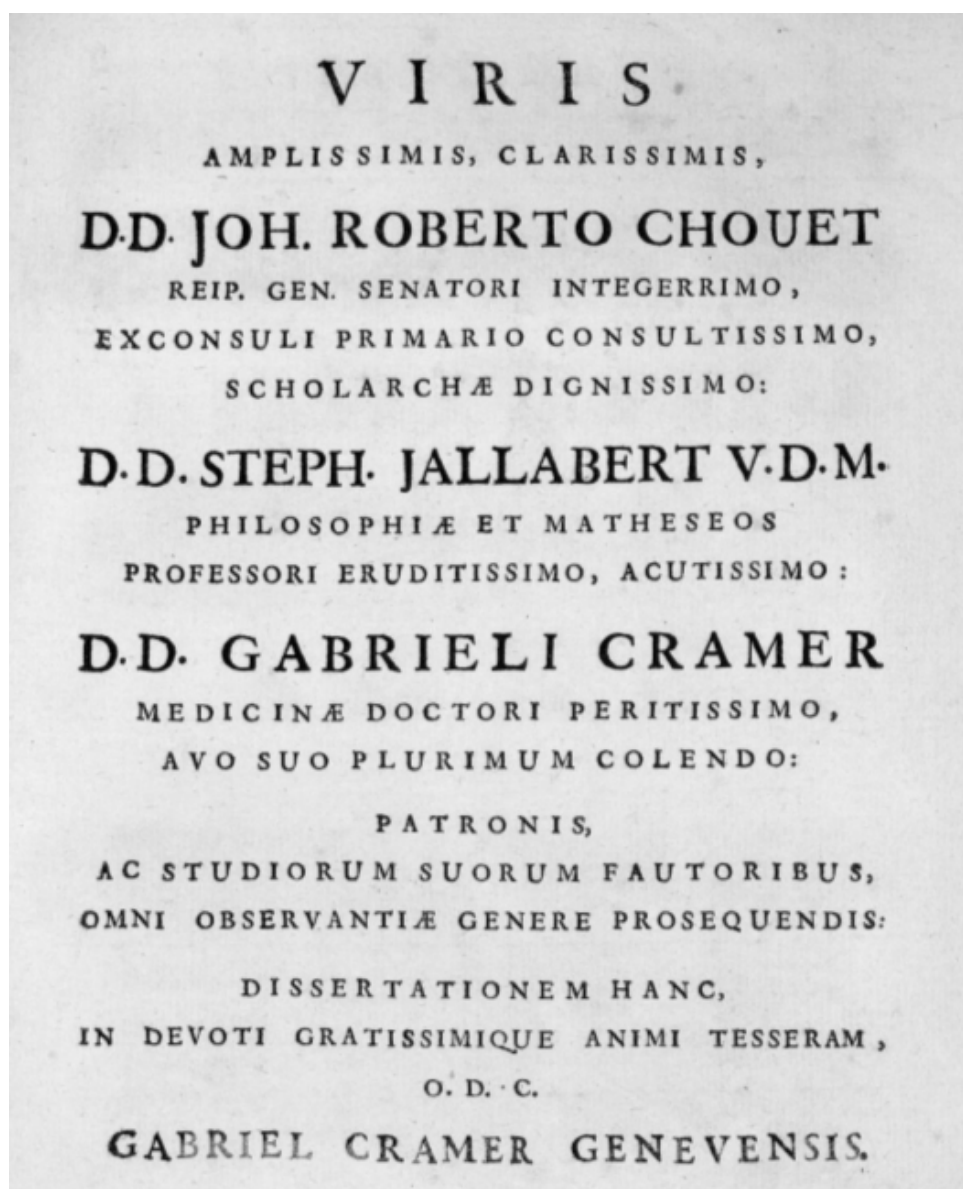 VIRIS
AMPLISSIMIS, CLARISSIMIS,
D.D. JOH. ROBERTO CHOUET
REIP. GEN. SENATORI INTEGERRIMO,
EXCONSULI PRIMARIO CONSULTISSIMO,
SCHOLARCHÆ DIGNISSIMO:
D.D. STEPH. JALLABERT V.D.M.
PHILOSOPHIÆ ET MATHESEOS
PROFESSORI ERUDITISSIMO, ACUTISSIMO:
D.D. GABRIELI CRAMER
MEDICINÆ DOCTORI PERITISSIMO,
AVO SUO PLURIMUM COLENDO:
PATRONIS,
AC STUDIORUM SUORUM FAUTORIBUS,
OMNI OBSERVANTIÆ GENERE PROSEQUENDIS:
DISSERTATIONEM HANC,
IN DEVOTI GRATISSIMIQUE ANIMI TESSERAM,
O. D. C.
GABRIEL CRAMER GENEVENSIS.